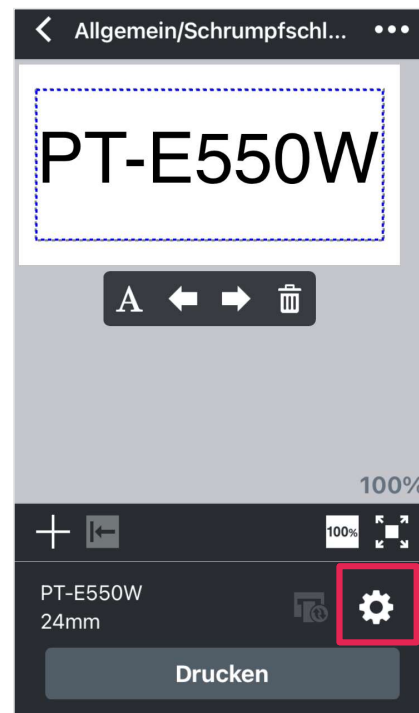 Allgemein/Schrumpfschl...
PT-E550W
A
100%
100%
PT-E550W
24mm
Drucken